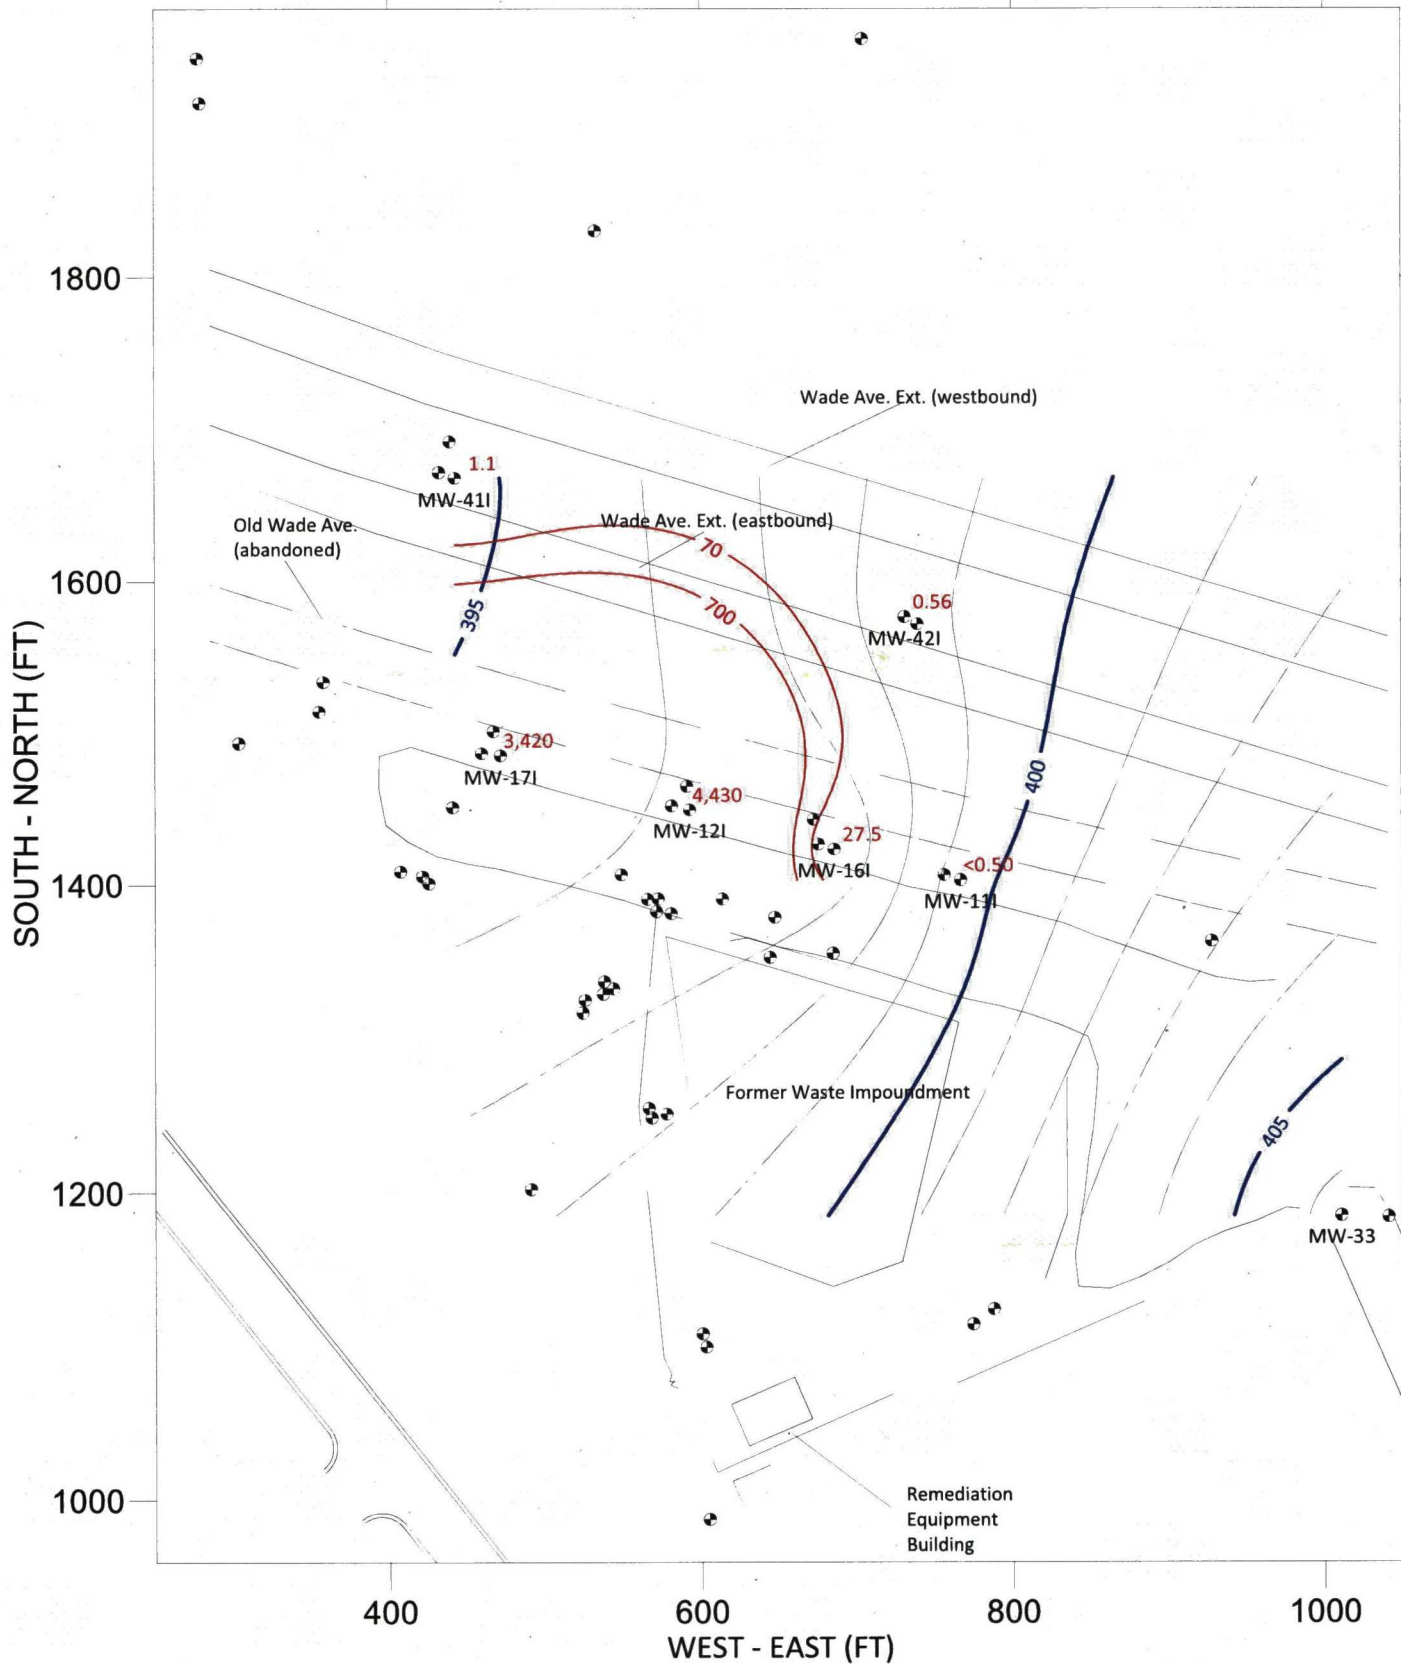 1800
Wade Ave. Ext. (westbound)
1.1
MW-41I
Old Wade Ave.
(abandoned)
Wade Ave. Ext. (eastbound)
70
1600
395
700
0.56
MW-42I
SOUTH - NORTH (FT)
3,420
MW-17I
400
4,430
MW-12I
27.5
MW-16I
<0.50
MW-11I
1400
Former Waste Impoundment
405
1200
MW-33
1000
Remediation
Equipment
Building
400
600
800
1000
WEST - EAST (FT)